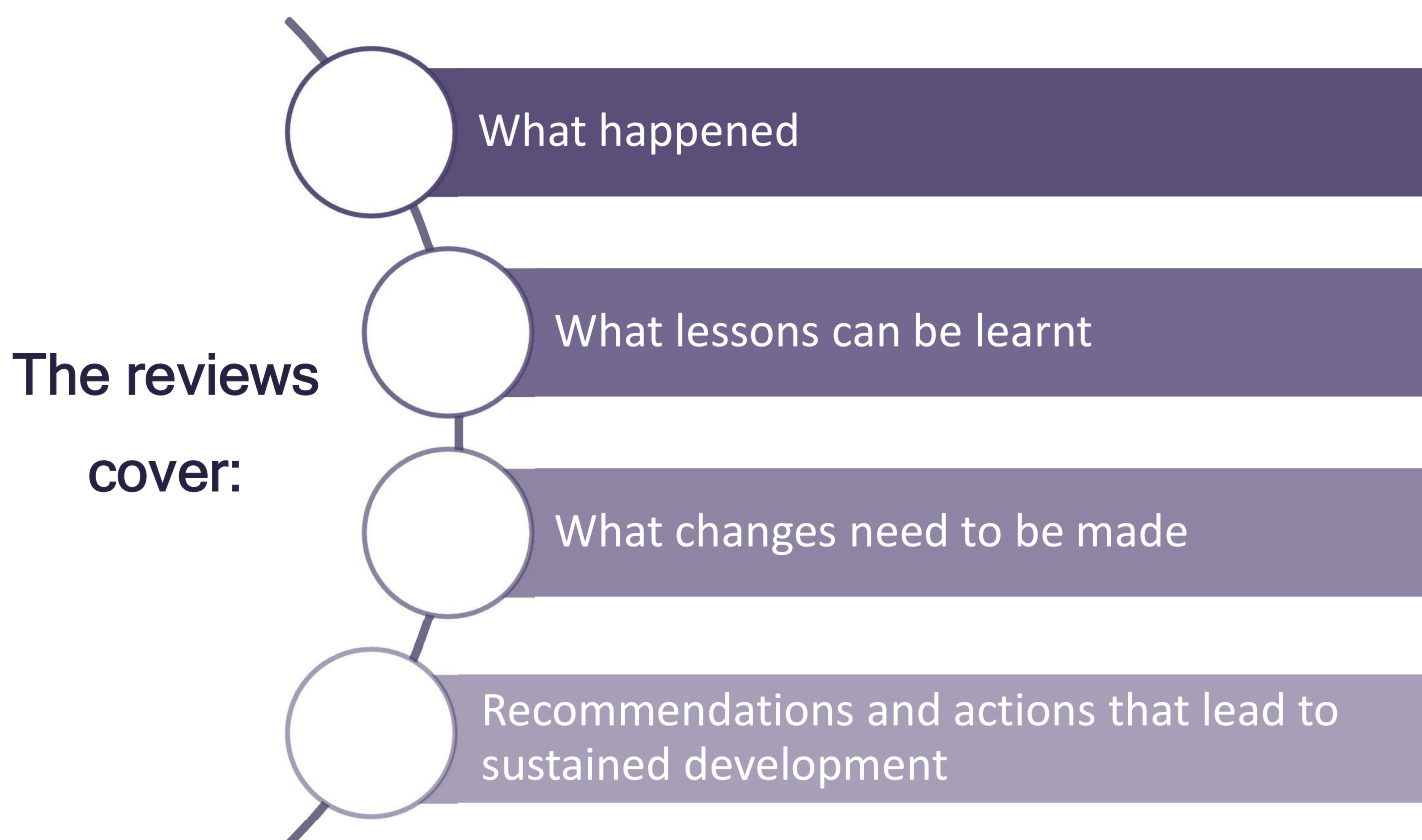 The reviews
cover:
What happened
What lessons can be learnt
What changes need to be made
Recommendations and actions that lead to
sustained development